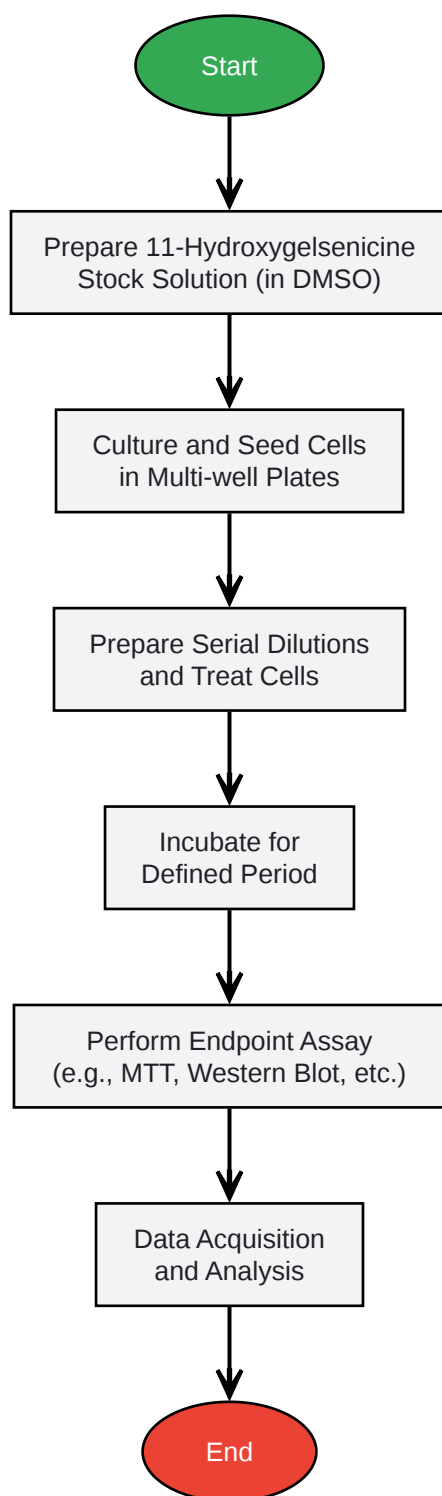 Start
Prepare 11-Hydroxygelsenicine
Stock Solution (in DMSO)
Culture and Seed Cells
in Multi-well Plates
Prepare Serial Dilutions
and Treat Cells
Incubate for
Defined Period
Perform Endpoint Assay
(e.g., MTT, Western Blot, etc.)
Data Acquisition
and Analysis
End